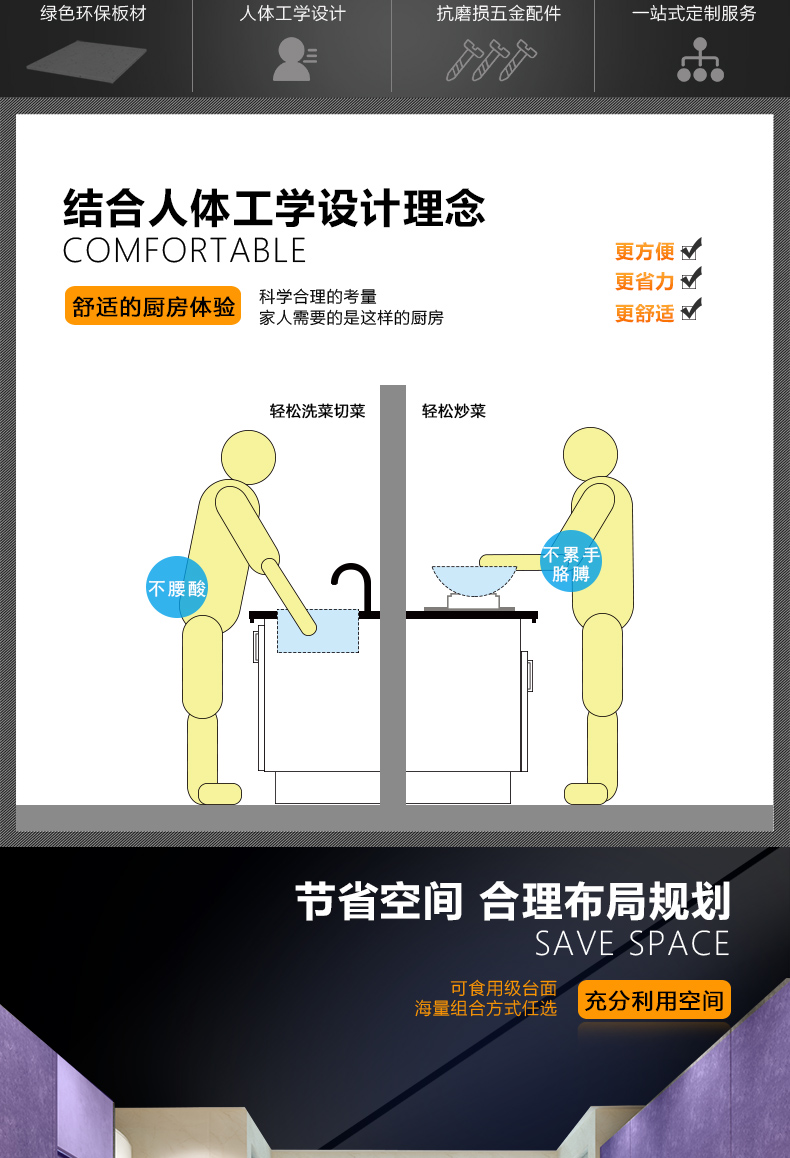 绿色环保板材
人体工学设计
抗磨损五金配件
一站式定制服务
结合人体工学设计理念
COMFORTABLE
舒适的厨房体验
科学合理的考量
家人需要的是这样的厨房
更方便
更省力
更舒适
轻松洗菜切菜
轻松炒菜
不腰酸
不累手
胳膊
节省空间 合理布局规划
SAVE SPACE
可食用级台面
海量组合方式任选
充分利用空间